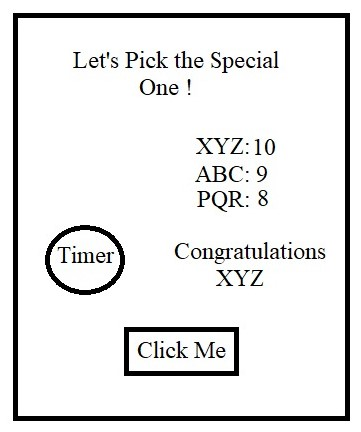 Let's Pick the Special
One !
XYZ: 10
ABC: 9
PQR: 8
Timer
Congratulations
XYZ
Click Me